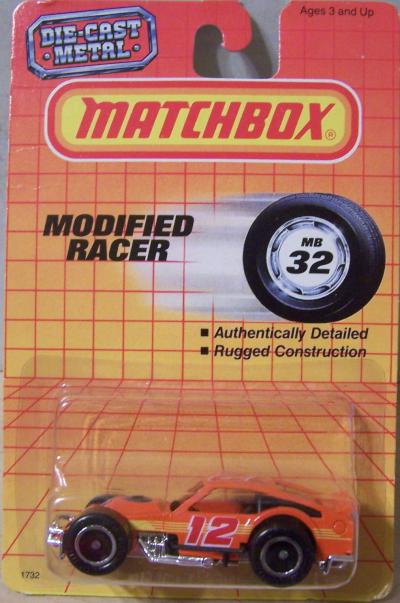 Ages 3 and Up
DIE-CAST
METAL
MATCHBOX®
MODIFIED
RACER
MB
32
■ Authentically Detailed
■ Rugged Construction
12
1732